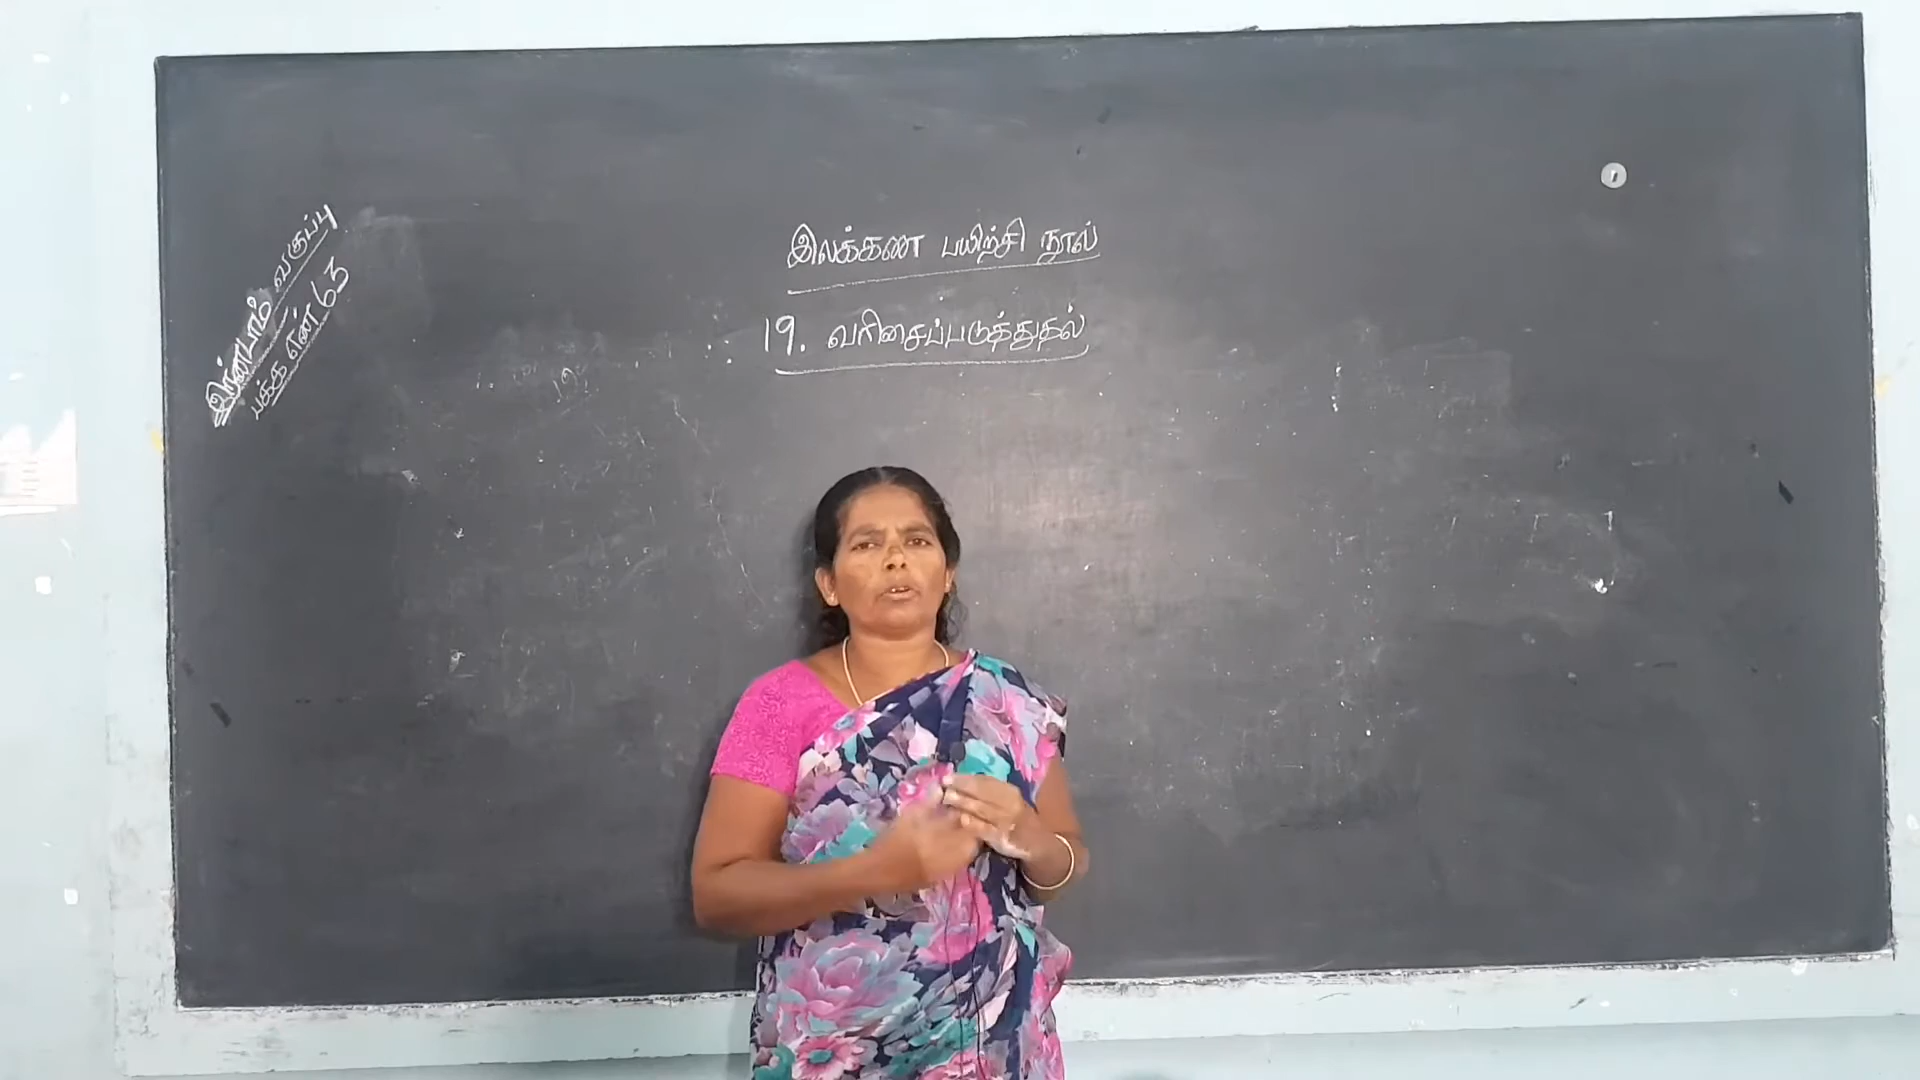 இரண்டாம் வகுப்பு
பக்க எண் 63
இலக்கண பயிற்சி நூல்
19. வரிசைப்படுத்துதல்